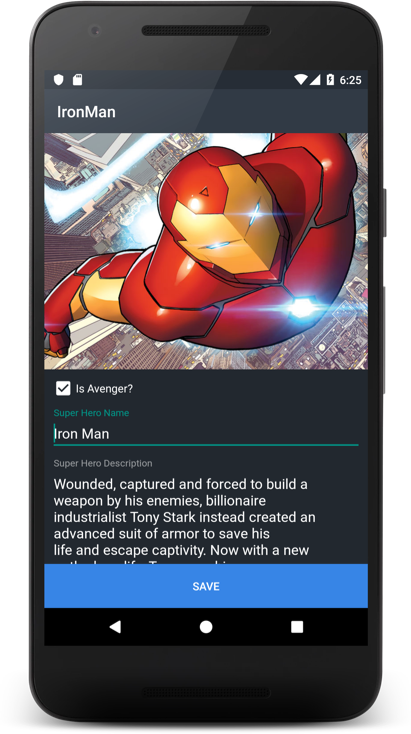 6:25
IronMan
Is Avenger?
Super Hero Name
Iron Man
Super Hero Description
Wounded, captured and forced to build a
weapon by his enemies, billionaire
industrialist Tony Stark instead created an
advanced suit of armor to save his
life and escape captivity. Now with a new
SAVE